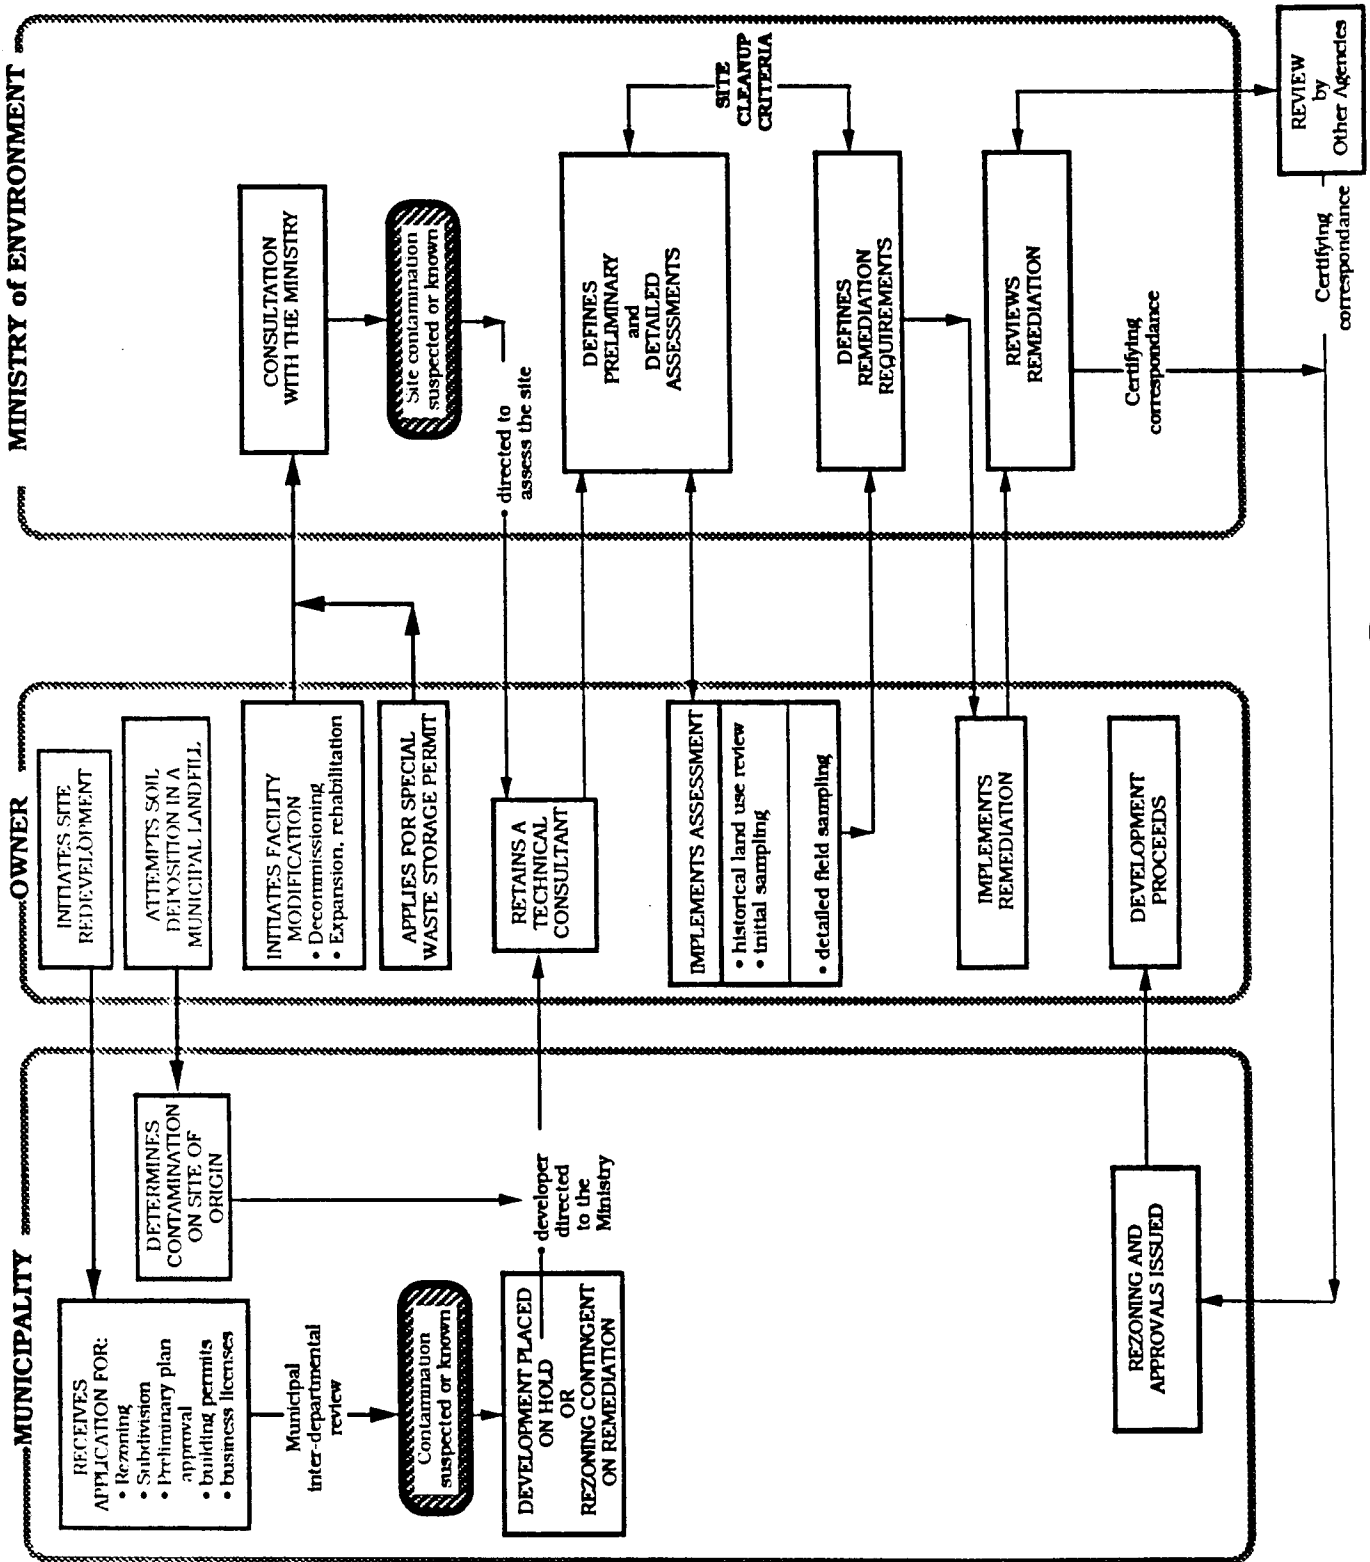 MUNICIPALITY
RECEIVES
APPLICATION FOR:
• Rezoning
• Subdivision
• Preliminary plan
approval
• building permits
• business licenses
Municipal
inter-departmental
review
Contamination
suspected or known
DEVELOPMENT PLACED
ON HOLD
OR
REZONING CONTINGENT
ON REMEDIATION
DETERMINES
CONTAMINATION
ON SITE OF
ORIGIN
• developer
directed
to the
Ministry
REZONING AND
APPROVALS ISSUED
OWNER
INITIATES SITE
REDEVELOPMENT
ATTEMPTS SOIL
DEPOSITION IN A
MUNICIPAL LANDFILL
INITIATES FACILITY
MODIFICATION
• Decommissioning
• Expansion, rehabilitation
APPLIES FOR SPECIAL
WASTE STORAGE PERMIT
RETAINS A
TECHNICAL
CONSULTANT
IMPLEMENTS ASSESSMENT
• historical land use review
• initial sampling
• detailed field sampling
IMPLEMENTS
REMEDIATION
DEVELOPMENT
PROCEEDS
MINISTRY of ENVIRONMENT
CONSULTATION
WITH THE MINISTRY
Site contamination
suspected or known
• directed to
assess the site
DEFINES
PRELIMINARY
and
DETAILED
ASSESSMENTS
SITE
CLEANUP
CRITERIA
DEFINES
REMEDIATION
REQUIREMENTS
REVIEWS
REMEDIATION
Certifying
correspondance
REVIEW
by
Other Agencies
Certifying
correspondance